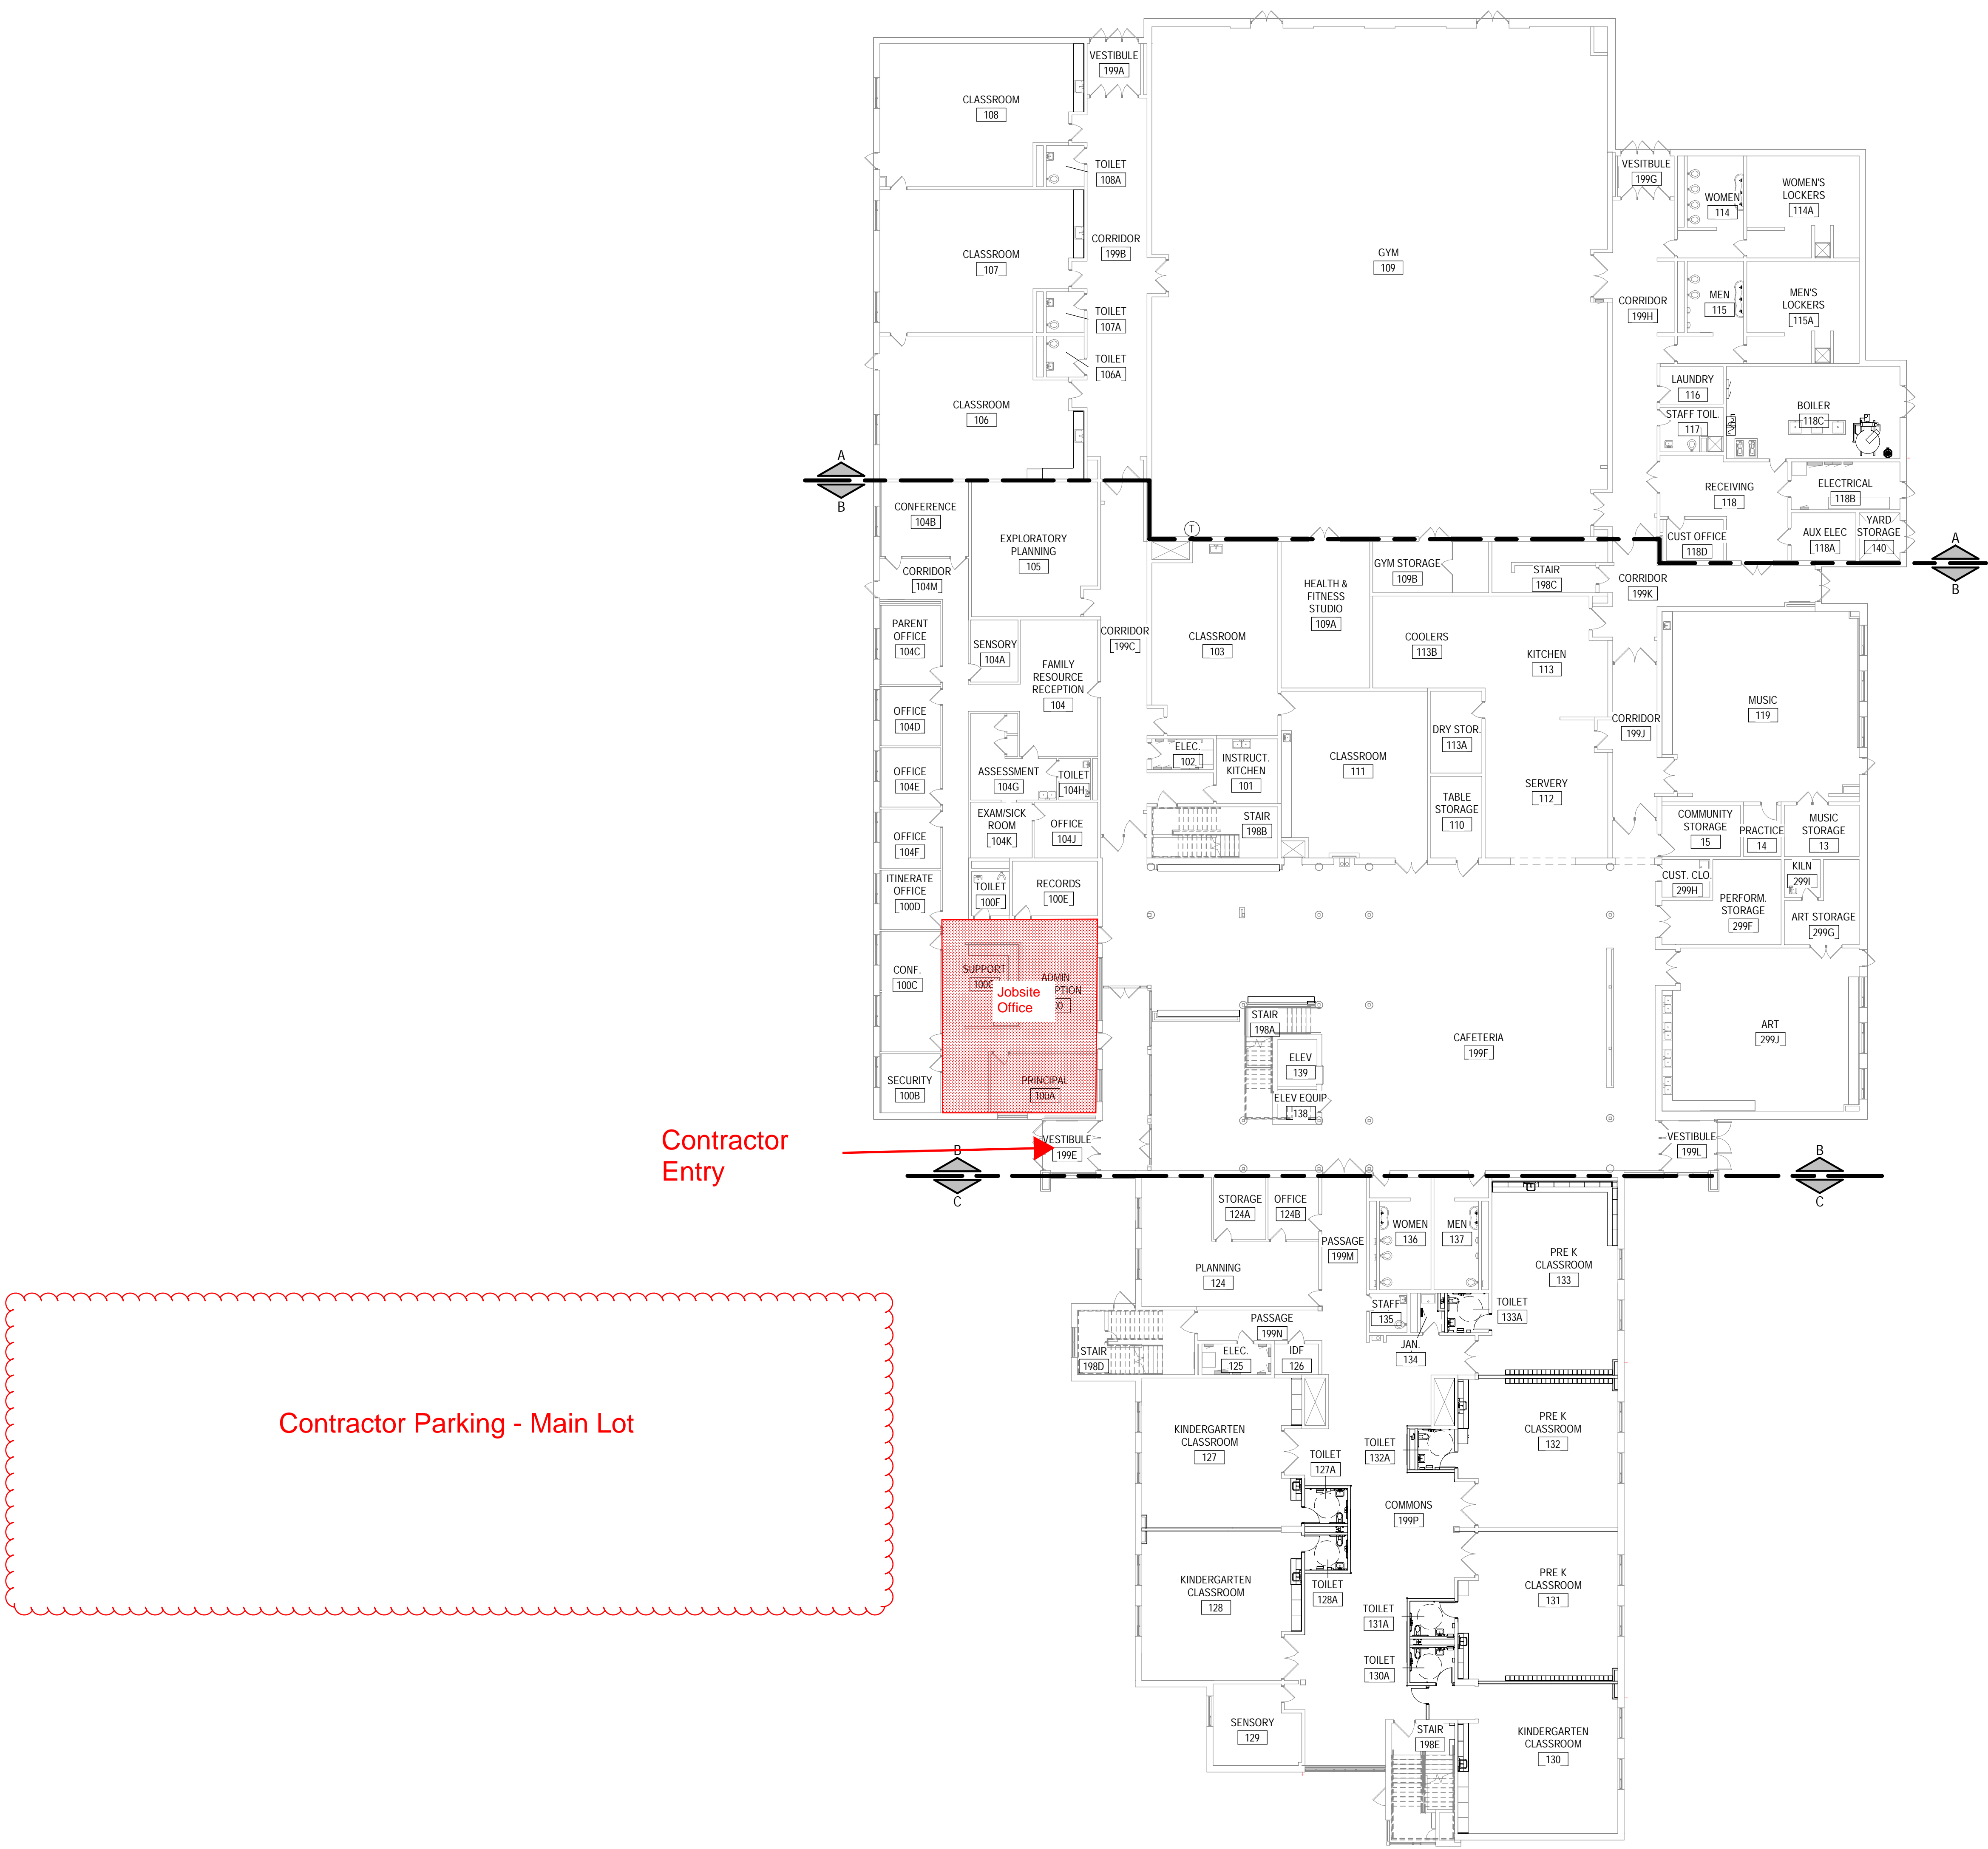 VESTIBULE
199A
CLASSROOM
108
TOILET
108A
VESITBULE
199G
WOMEN
114
WOMEN'S
LOCKERS
114A
CLASSROOM
107
CORRIDOR
199B
GYM
109
CORRIDOR
199H
MEN
115
MEN'S
LOCKERS
115A
TOILET
107A
TOILET
106A
CLASSROOM
106
LAUNDRY
116
STAFF TOIL.
117
BOILER
118C
A
B
CONFERENCE
104B
EXPLORATORY
PLANNING
105
T
RECEIVING
118
ELECTRICAL
118B
CUST OFFICE
118D
AUX ELEC
118A
YARD
STORAGE
140
A
B
CORRIDOR
104M
GYM STORAGE
109B
STAIR
198C
CORRIDOR
199K
HEALTH &
FITNESS
STUDIO
109A
PARENT
OFFICE
104C
SENSORY
104A
FAMILY
RESOURCE
RECEPTION
104
CORRIDOR
199C
CLASSROOM
103
COOLERS
113B
KITCHEN
113
OFFICE
104D
MUSIC
119
CORRIDOR
199J
DRY STOR.
113A
ELEC.
102
INSTRUCT.
KITCHEN
101
CLASSROOM
111
OFFICE
104E
ASSESSMENT
104G
TOILET
104H
TABLE
STORAGE
110
SERVERY
112
EXAM/SICK
ROOM
104K
OFFICE
104J
STAIR
198B
OFFICE
104F
COMMUNITY
STORAGE
15
PRACTICE
14
MUSIC
STORAGE
13
ITINERATE
OFFICE
100D
TOILET
100F
RECORDS
100E
CUST. CLO.
299H
KILN
299I
PERFORM.
STORAGE
299F
ART STORAGE
299G
CONF.
100C
SUPPORT
ADMIN
Jobsite
Office
STAIR
198A
ELEV
139
ELEV EQUIP
138
CAFETERIA
199F
ART
299J
SECURITY
100B
PRINCIPAL
100A
Contractor
Entry
VESTIBULE
199E
VESTIBULE
199L
B
C
B
C
STORAGE
124A
OFFICE
124B
PASSAGE
199M
WOMEN
136
MEN
137
PRE K
CLASSROOM
133
PLANNING
124
STAFF
135
TOILET
133A
PASSAGE
199N
STAIR
198D
ELEC.
125
IDF
126
JAN.
134
Contractor Parking - Main Lot
KINDERGARTEN
CLASSROOM
127
TOILET
127A
TOILET
132A
PRE K
CLASSROOM
132
COMMONS
199P
KINDERGARTEN
CLASSROOM
128
TOILET
128A
TOILET
131A
PRE K
CLASSROOM
131
TOILET
130A
SENSORY
129
STAIR
198E
KINDERGARTEN
CLASSROOM
130